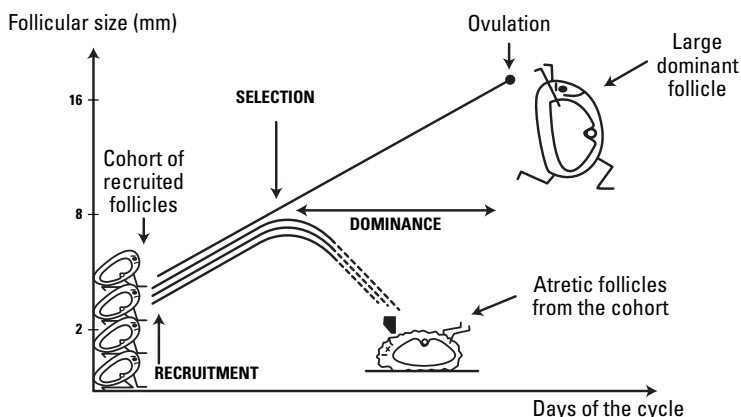 Follicular size (mm)
Ovulation
Large
dominant
follicle
16
SELECTION
Cohort of
recruited
follicles
8
DOMINANCE
Atretic follicles
from the cohort
2
RECRUITMENT
Days of the cycle